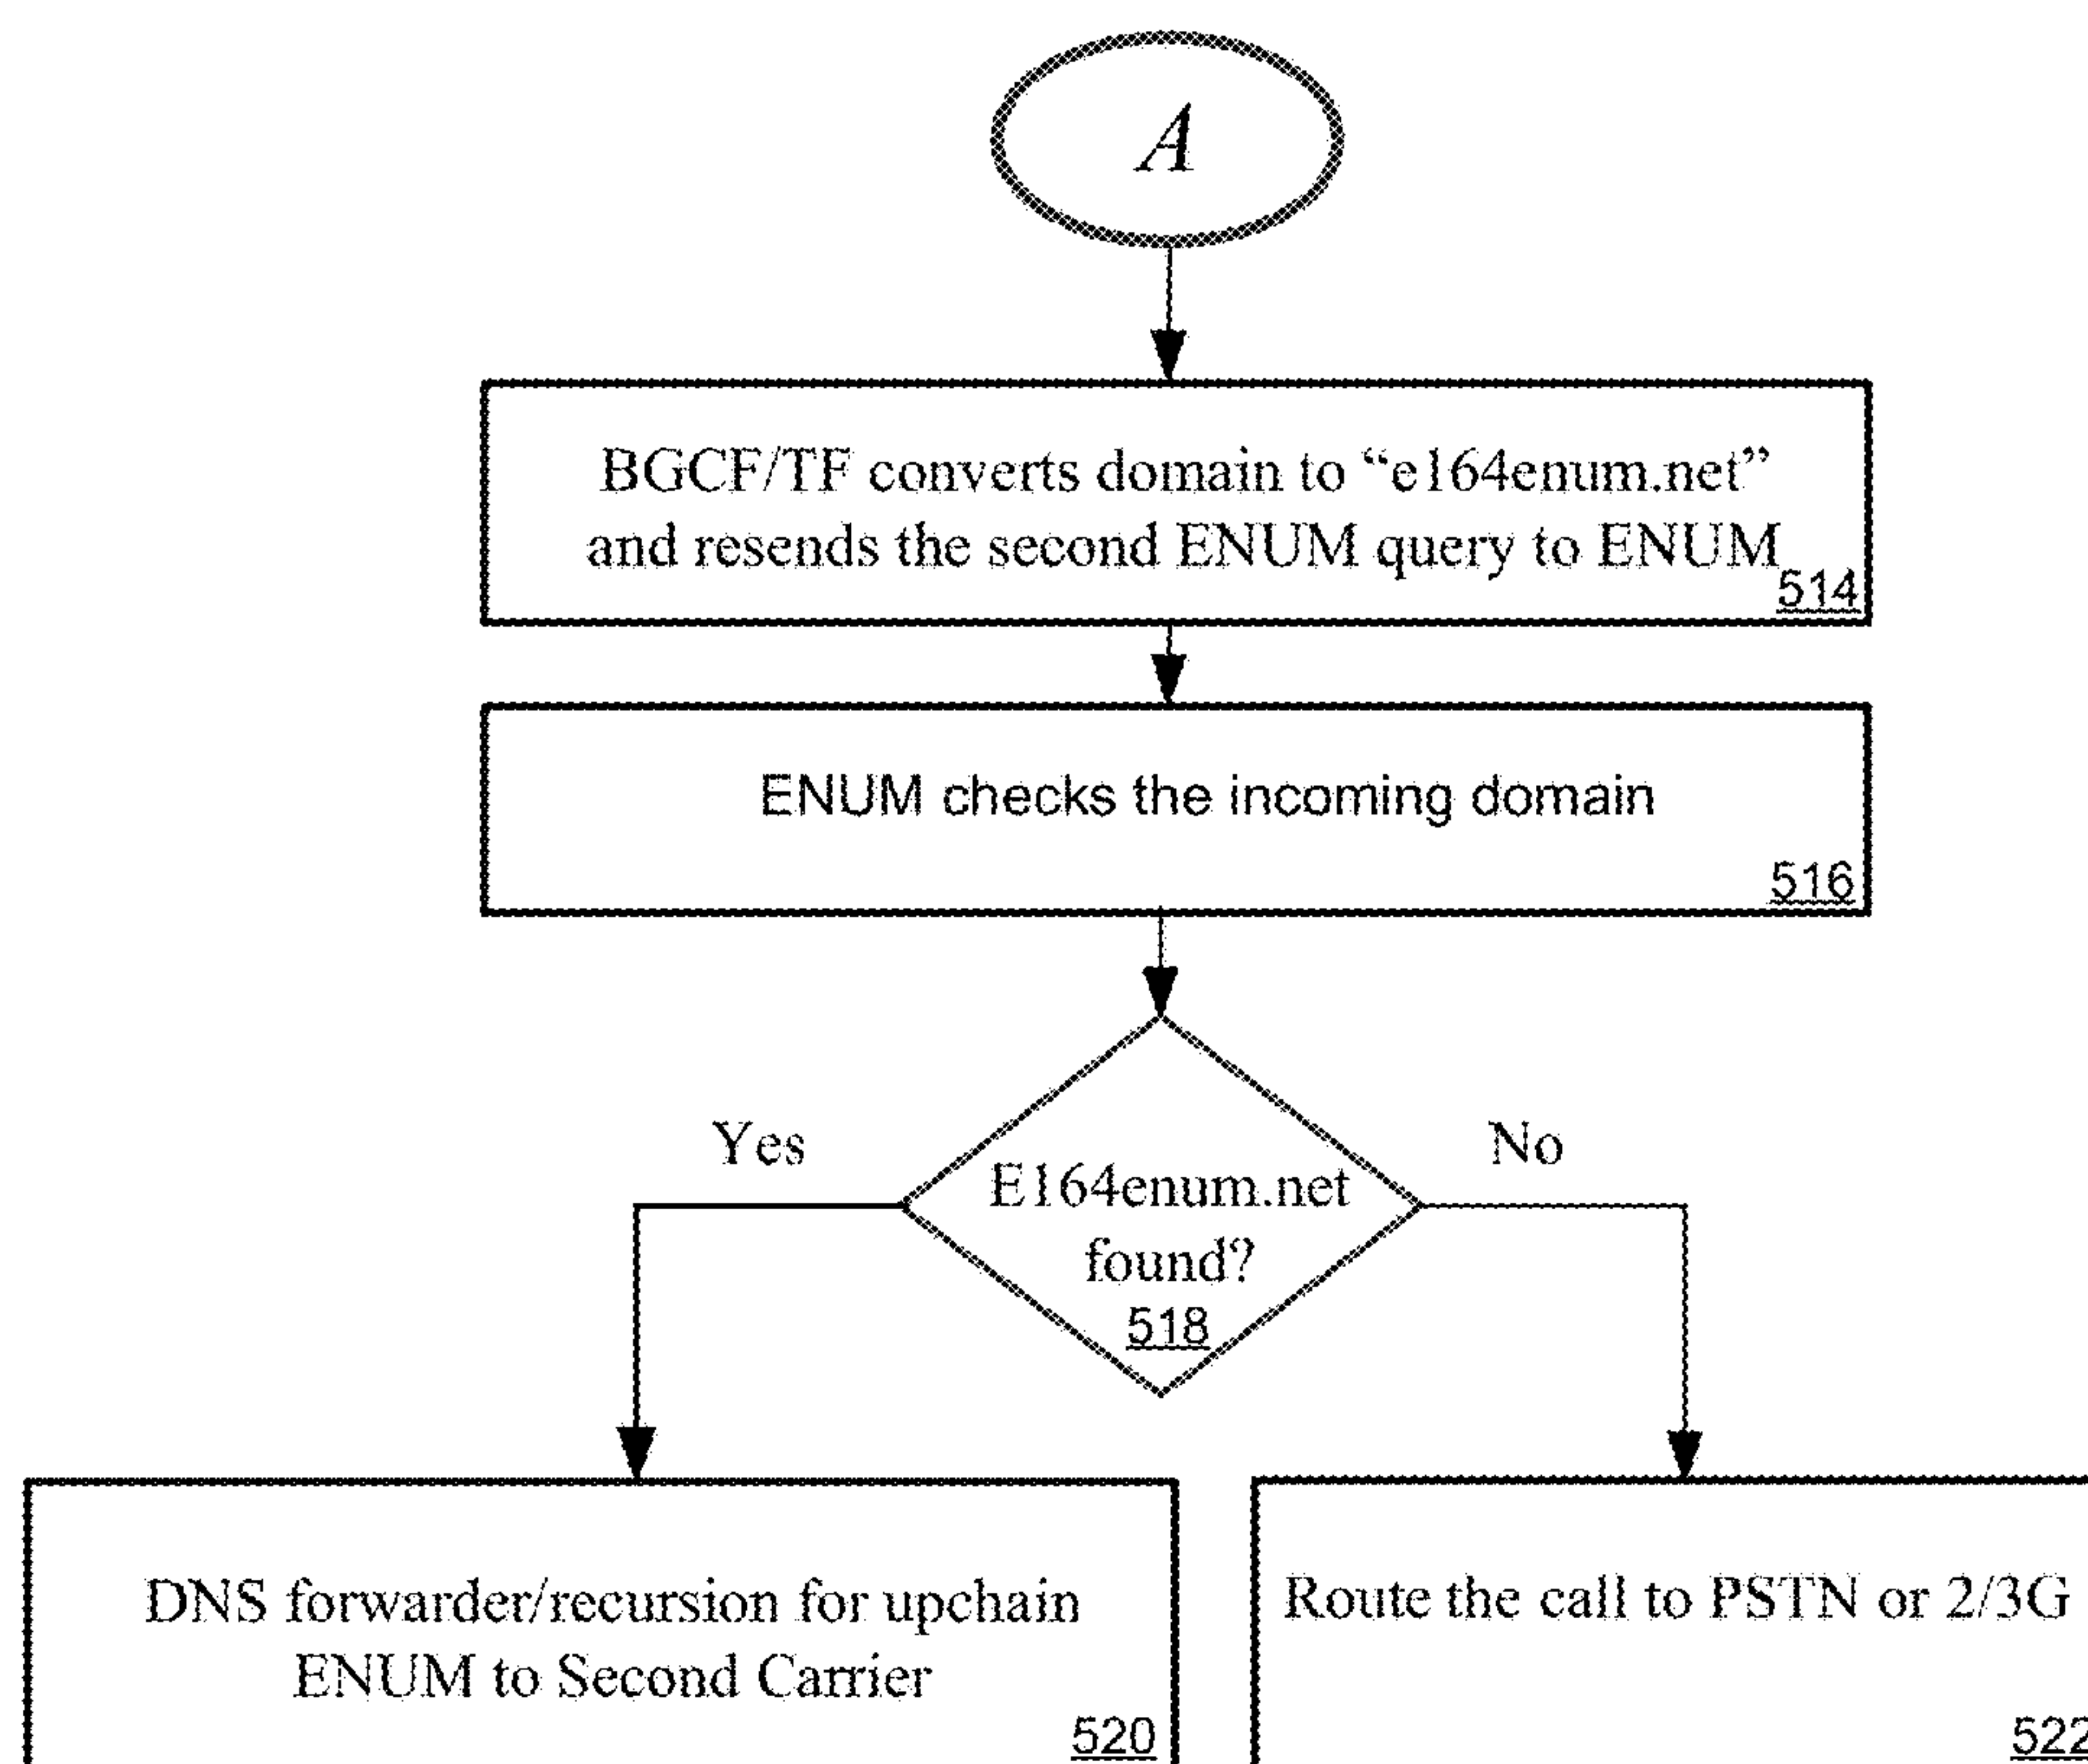 A
BGCF/TF converts domain to “e164enum.net”
and resends the second ENUM query to ENUM
514
ENUM checks the incoming domain
516
Yes
No
E164enum.net
found?
518
DNS forwarder/recursion for upchain
ENUM to Second Carrier
520
Route the call to PSTN or 2/3G
522